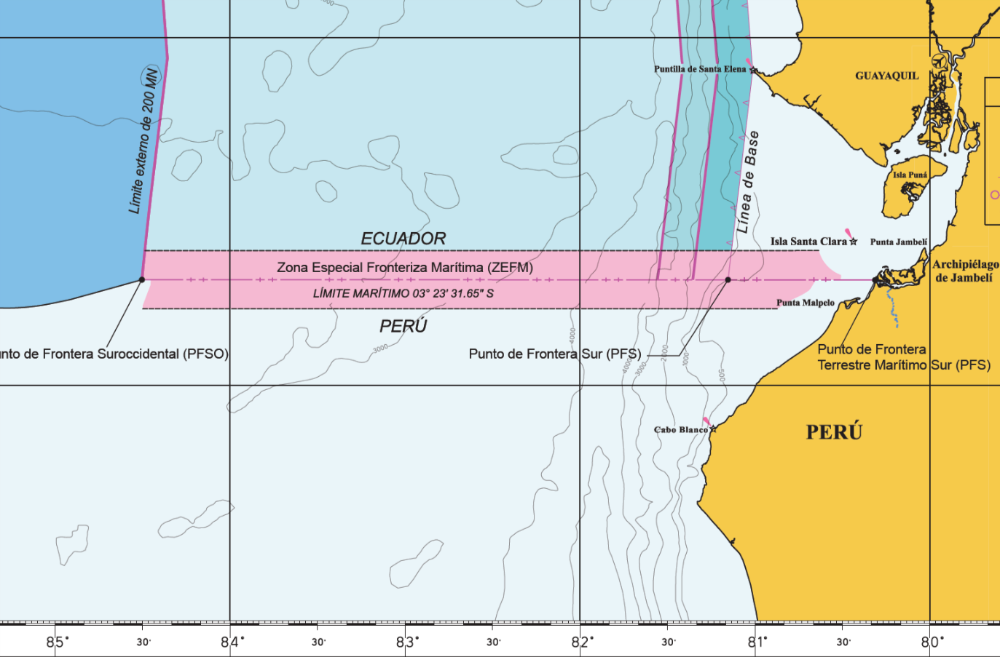 3000
Límite externo de 200 MN
Puntilla de Santa Elena
GUAYAQUIL
Línea de Base
Isla Puná
ECUADOR
Isla Santa Clara
Punta Jambelí
Zona Especial Fronteriza Marítima (ZEFM)
Archipiélago
de Jambelí
LÍMITE MARÍTIMO 03° 23' 31.65" S
Punta Malpelo
PERÚ
4000
3000
unto de Frontera Suroccidental (PFSO)
Punto de Frontera Sur (PFS)
4000
3000
2000
1000
500
Punto de Frontera
Terrestre Marítimo Sur (PFS)
Cabo Blanco
PERÚ
85° 30' 84° 30' 83° 30' 82° 30' 81° 30' 80°